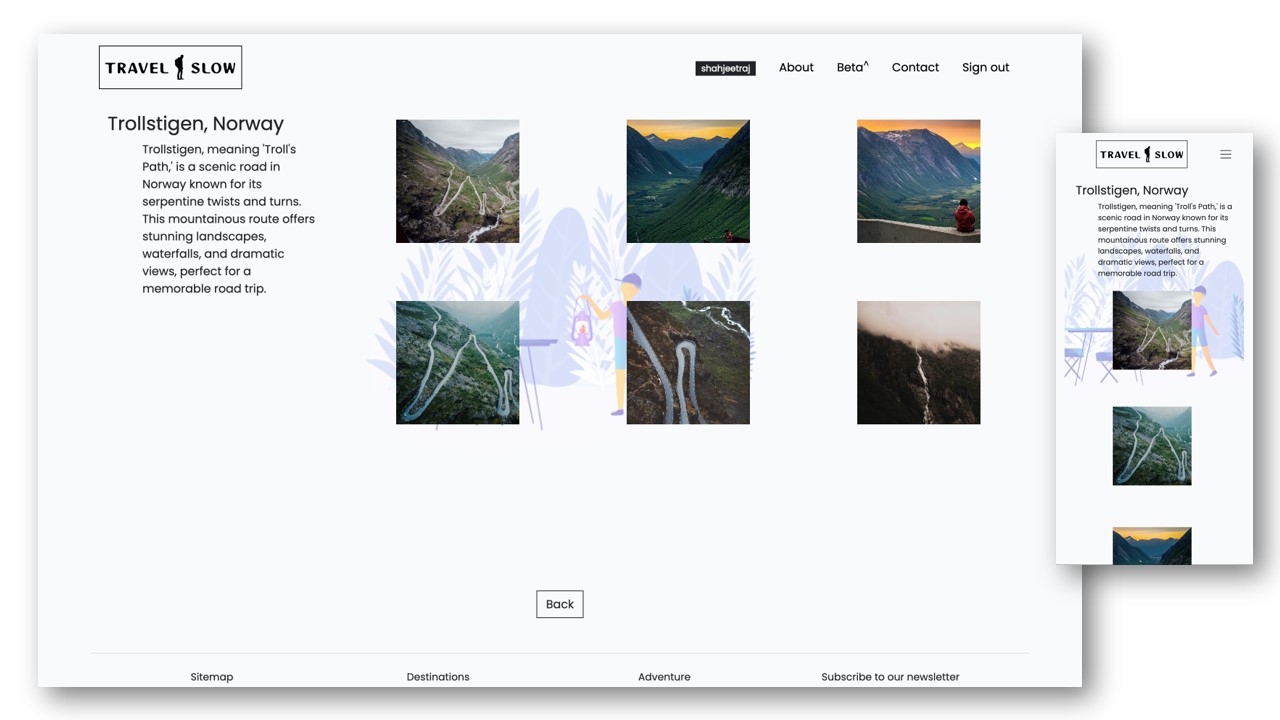 TRAVEL SLOW
shahjeetraj About Beta^ Contact Sign out
Trollstigen, Norway
Trollstigen, meaning 'Troll's
Path,' is a scenic road in
Norway known for its
serpentine twists and turns.
This mountainous route offers
stunning landscapes,
waterfalls, and dramatic
views, perfect for a
memorable road trip.
Back
Sitemap Destinations Adventure Subscribe to our newsletter
TRAVEL SLOW
Trollstigen, Norway
Trollstigen, meaning 'Troll's Path,' is a
scenic road in Norway known for its
serpentine twists and turns. This
mountainous route offers stunning
landscapes, waterfalls, and
dramatic views, perfect for a
memorable road trip.